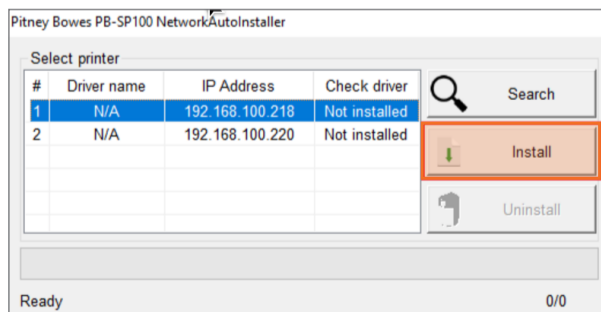 Pitney Bowes PB-SP100 NetworkAutoInstaller
Select printer
# Driver name IP Address Check driver
1 N/A 192.168.100.218 Not installed
2 N/A 192.168.100.220 Not installed
Search
Install
Uninstall
Ready 0/0